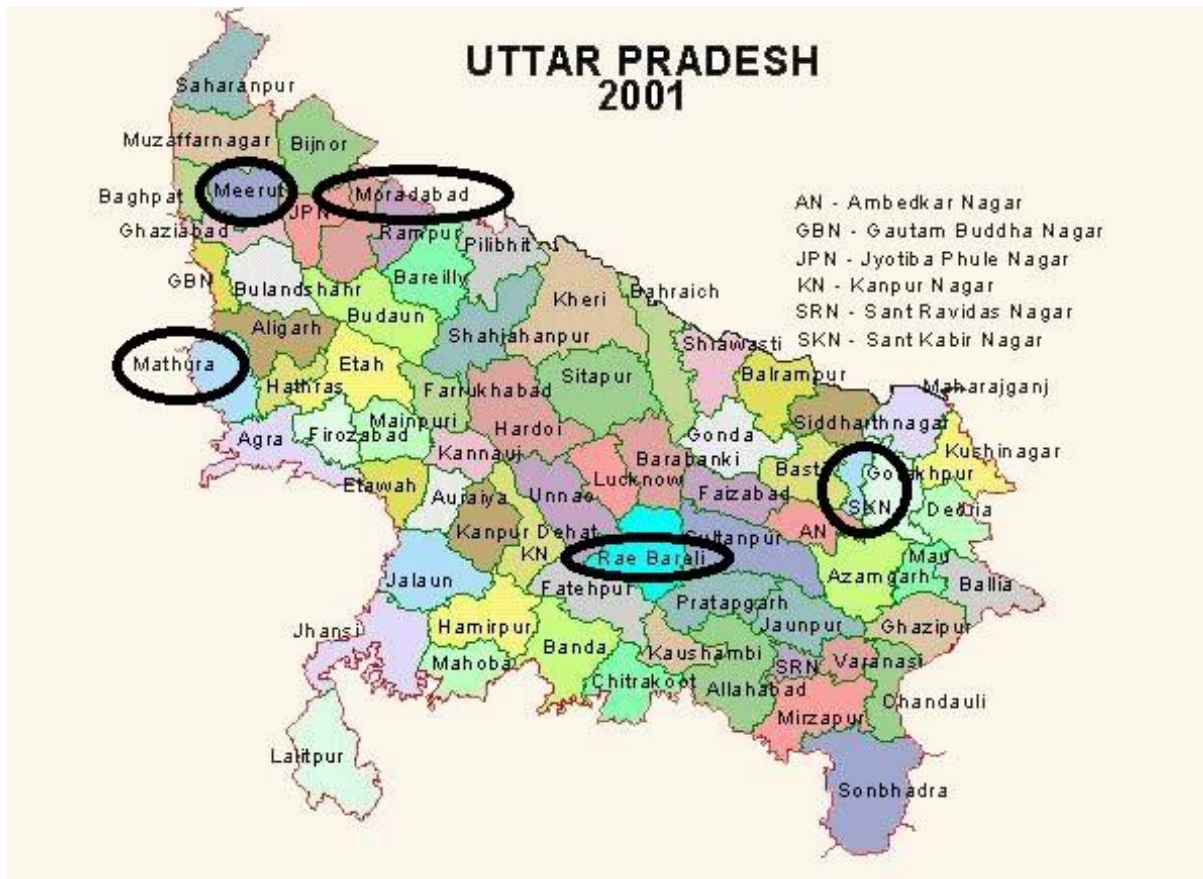 UTTAR PRADESH
2001
Saharanpur
Muzaffarnagar
Bijnor
Baghpat
Meerut
Moradabad
JPN
Ghaziabad
Rampur
Pilibhit
GBN
Bulandshahr
Bareilly
Budaun
Kheri
Bahraich
Aligarh
Shahjahanpur
Shrawasti
Mathura
Etah
Hathras
Farrukhabad
Sitapur
Balrampur
Maharajganj
Agra
Firozabad
Mainpuri
Hardoi
Gonda
Siddharthnagar
Kannauj
Barabanki
Basti
Gorakhpur
Kushinagar
Etawah
Auraiya
Unnao
Lucknow
Faizabad
SKN
Deoria
Kanpur Dehat
KN
Rae Bareli
Sultanpur
AN
Jalaun
Fatehpur
Azamgarh
Mau
Ballia
Pratapgarh
Jaunpur
Ghazipur
Jhansi
Hamirpur
Banda
Kaushambi
SRN
Varanasi
Mahoba
Chitrakoot
Allahabad
Chandauli
Mirzapur
Lalitpur
Sonbhadra
AN - Ambedkar Nagar
GBN - Gautam Buddha Nagar
JPN - Jyotiba Phule Nagar
KN - Kanpur Nagar
SRN - Sant Ravidas Nagar
SKN - Sant Kabir Nagar